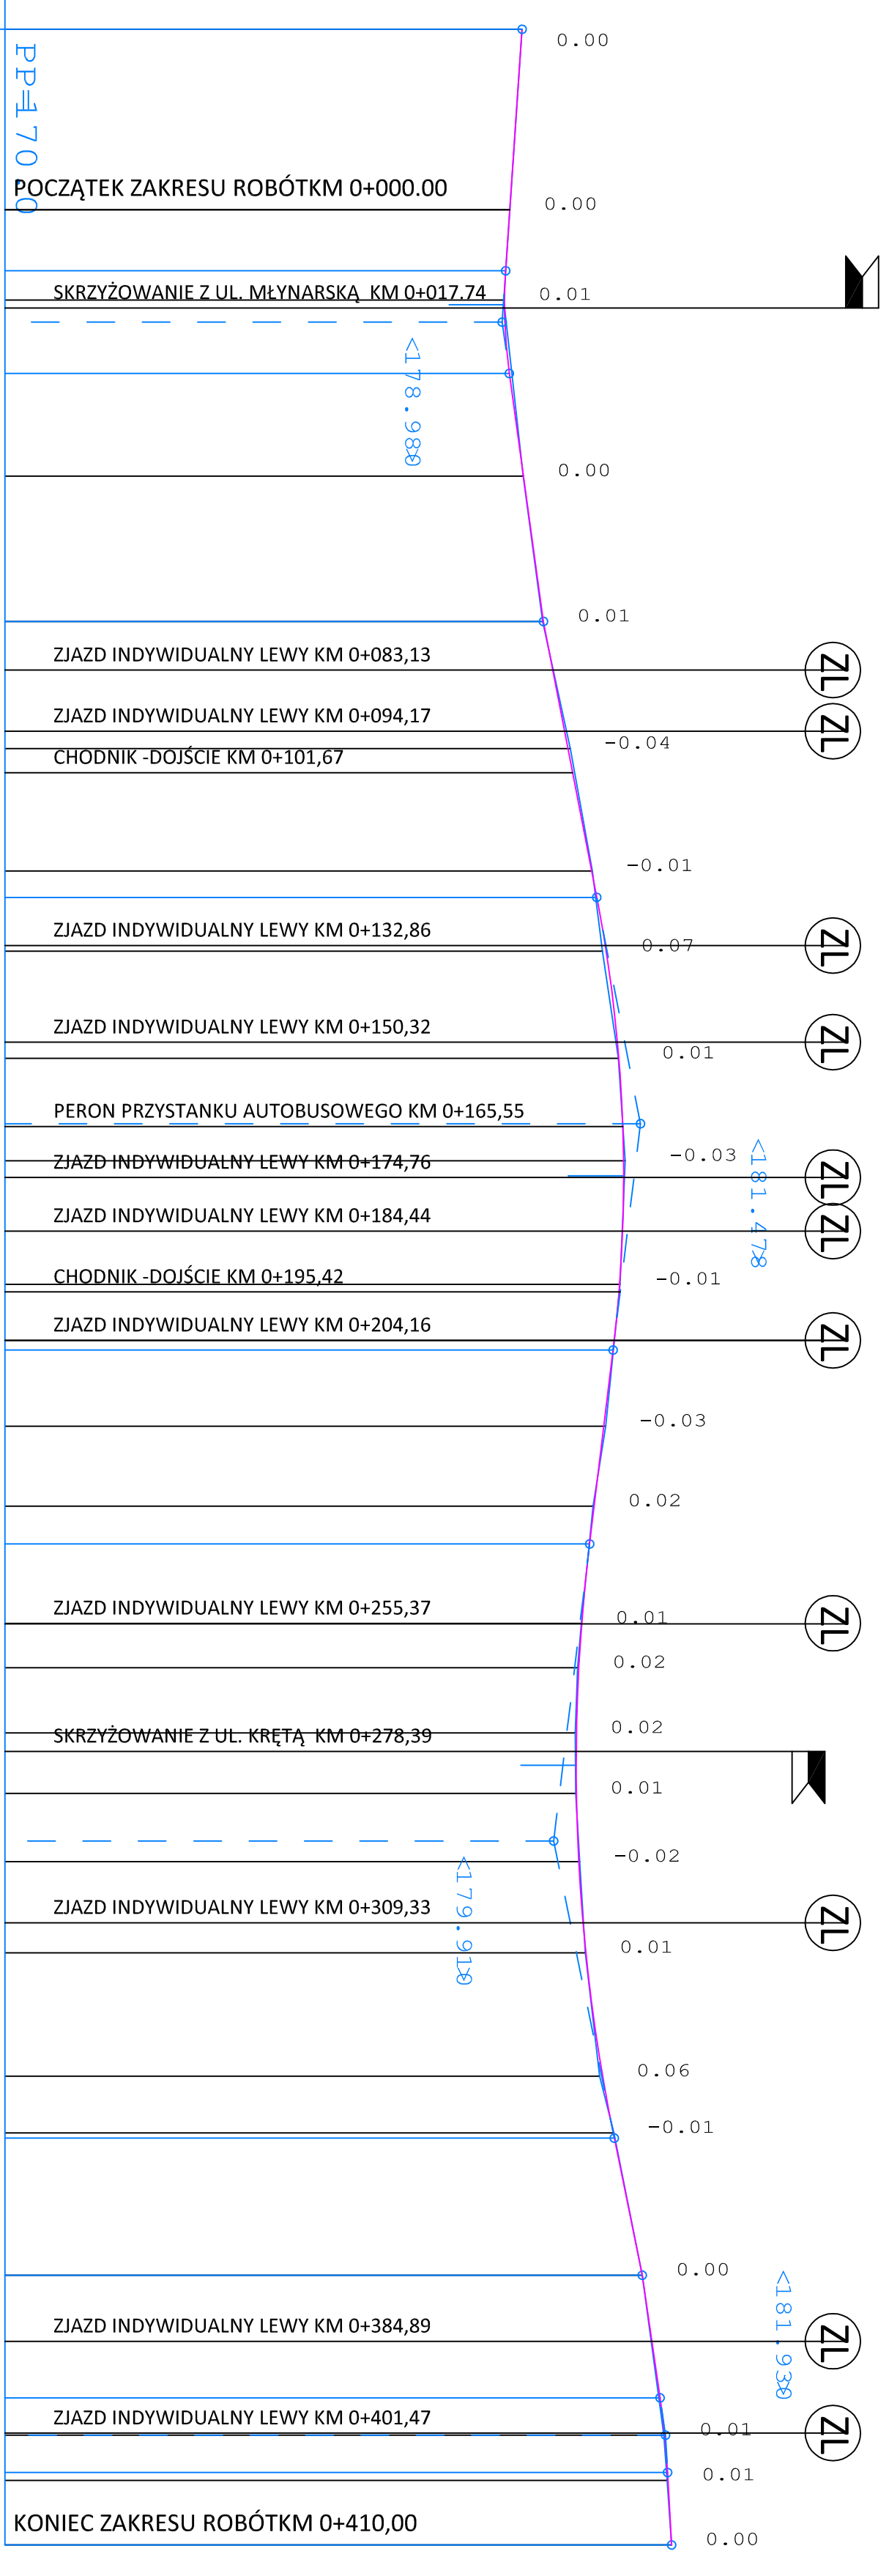 0.00
PP=170.0
POCZĄTEK ZAKRESU ROBÓTKM 0+000.00
0.00
SKRZYŻOWANIE Z UL. MŁYNARSKĄ KM 0+017.74
0.01
<178.980
0.00
0.01
ZJAZD INDYWIDUALNY LEWY KM 0+083,13
ZL
ZJAZD INDYWIDUALNY LEWY KM 0+094,17
ZL
-0.04
CHODNIK -DOJŚCIE KM 0+101,67
-0.01
ZJAZD INDYWIDUALNY LEWY KM 0+132,86
0.07
ZL
ZJAZD INDYWIDUALNY LEWY KM 0+150,32
0.01
ZL
PERON PRZYSTANKU AUTOBUSOWEGO KM 0+165,55
-0.03
<181.478
ZJAZD INDYWIDUALNY LEWY KM 0+174,76
ZL
ZJAZD INDYWIDUALNY LEWY KM 0+184,44
ZL
CHODNIK -DOJŚCIE KM 0+195,42
-0.01
ZJAZD INDYWIDUALNY LEWY KM 0+204,16
ZL
-0.03
0.02
ZJAZD INDYWIDUALNY LEWY KM 0+255,37
0.01
ZL
0.02
SKRZYŻOWANIE Z UL. KRĘTĄ KM 0+278,39
0.02
0.01
-0.02
<179.910
ZJAZD INDYWIDUALNY LEWY KM 0+309,33
ZL
0.01
0.06
-0.01
0.00
<181.930
ZJAZD INDYWIDUALNY LEWY KM 0+384,89
ZL
ZJAZD INDYWIDUALNY LEWY KM 0+401,47
0.01
ZL
0.01
KONIEC ZAKRESU ROBÓTKM 0+410,00
0.00